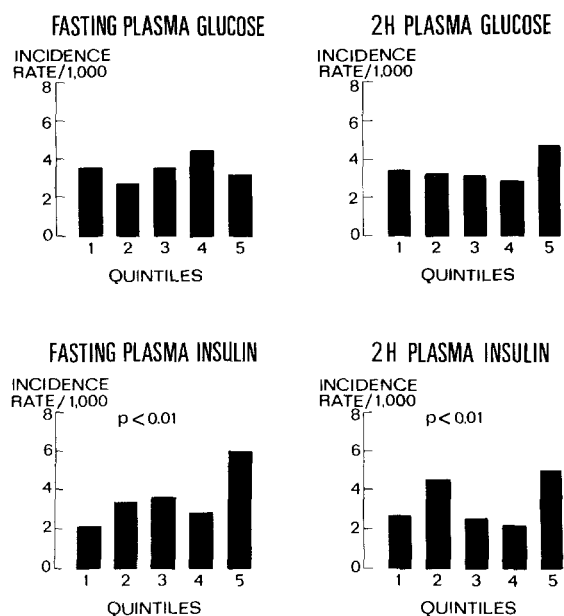 FASTING PLASMA GLUCOSE
INCIDENCE
RATE/1,000
8
6
4
2
0
1 2 3 4 5
QUINTILES
2H PLASMA GLUCOSE
INCIDENCE
RATE/1,000
8
6
4
2
0
1 2 3 4 5
QUINTILES
FASTING PLASMA INSULIN
INCIDENCE
RATE/1,000
p < 0.01
8
6
4
2
0
1 2 3 4 5
QUINTILES
2H PLASMA INSULIN
INCIDENCE
RATE/1,000
p < 0.01
8
6
4
2
0
1 2 3 4 5
QUINTILES